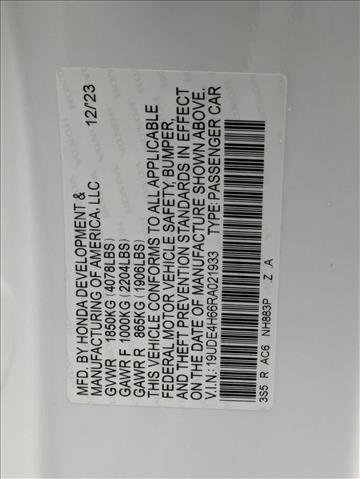 MFD. BY HONDA DEVELOPMENT &
MANUFACTURING OF AMERICA, LLC 12/23
GVWR 1850KG (4078LBS)
GAWR F 1000KG (2204LBS)
GAWR R 865KG (1906LBS)
THIS VEHICLE CONFORMS TO ALL APPLICABLE
FEDERAL MOTOR VEHICLE SAFETY, BUMPER,
AND THEFT PREVENTION STANDARDS IN EFFECT
ON THE DATE OF MANUFACTURE SHOWN ABOVE.
V.I.N.: 19UDE4H66RA021933 TYPE:PASSENGER CAR
3S5 R AC6 NH883P .Z .A